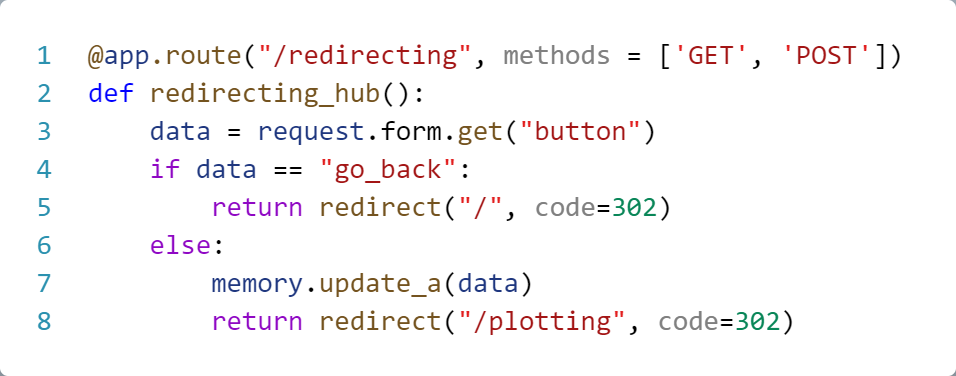 1 @app.route("/redirecting", methods = ['GET', 'POST'])
2 def redirecting_hub():
3     data = request.form.get("button")
4     if data == "go_back":
5         return redirect("/", code=302)
6     else:
7         memory.update_a(data)
8         return redirect("/plotting", code=302)